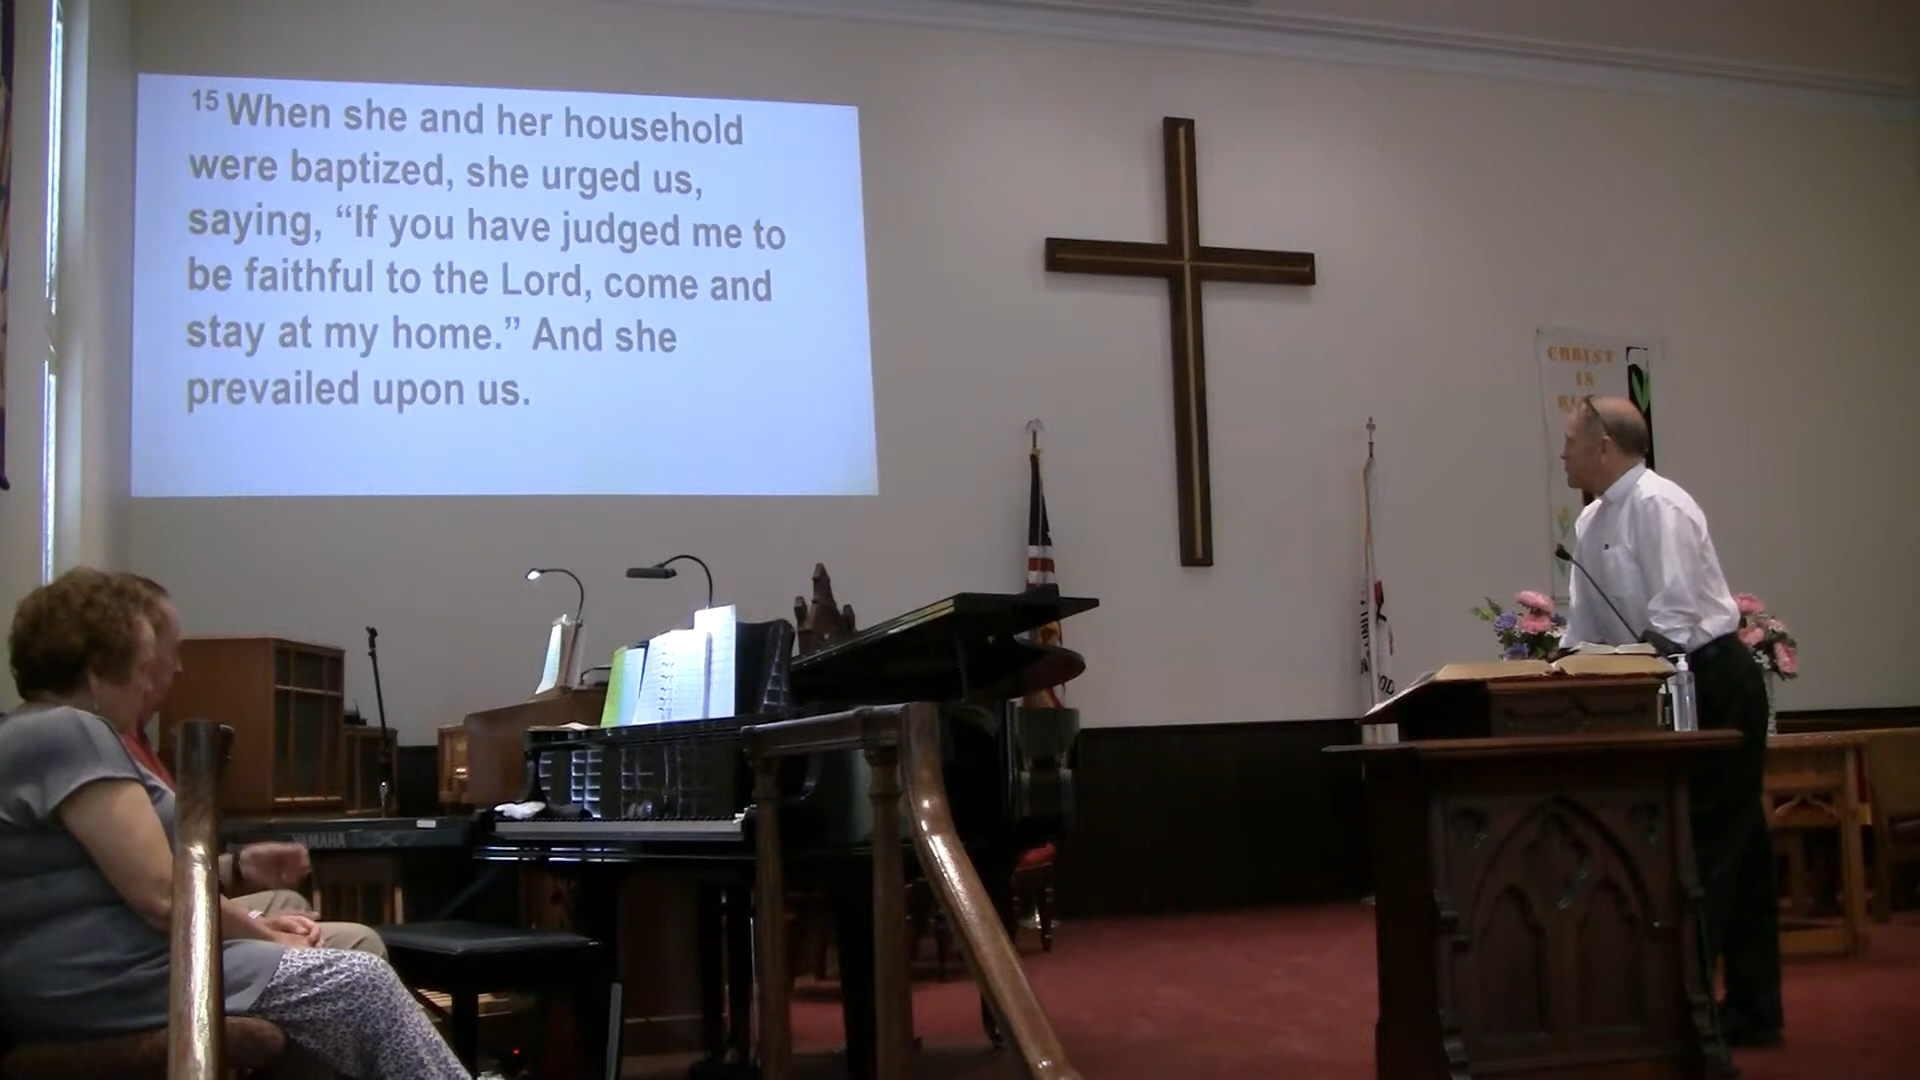 15 When she and her household
were baptized, she urged us,
saying, “If you have judged me to
be faithful to the Lord, come and
stay at my home.” And she
prevailed upon us.
CHRIST
IS
YAMAHA